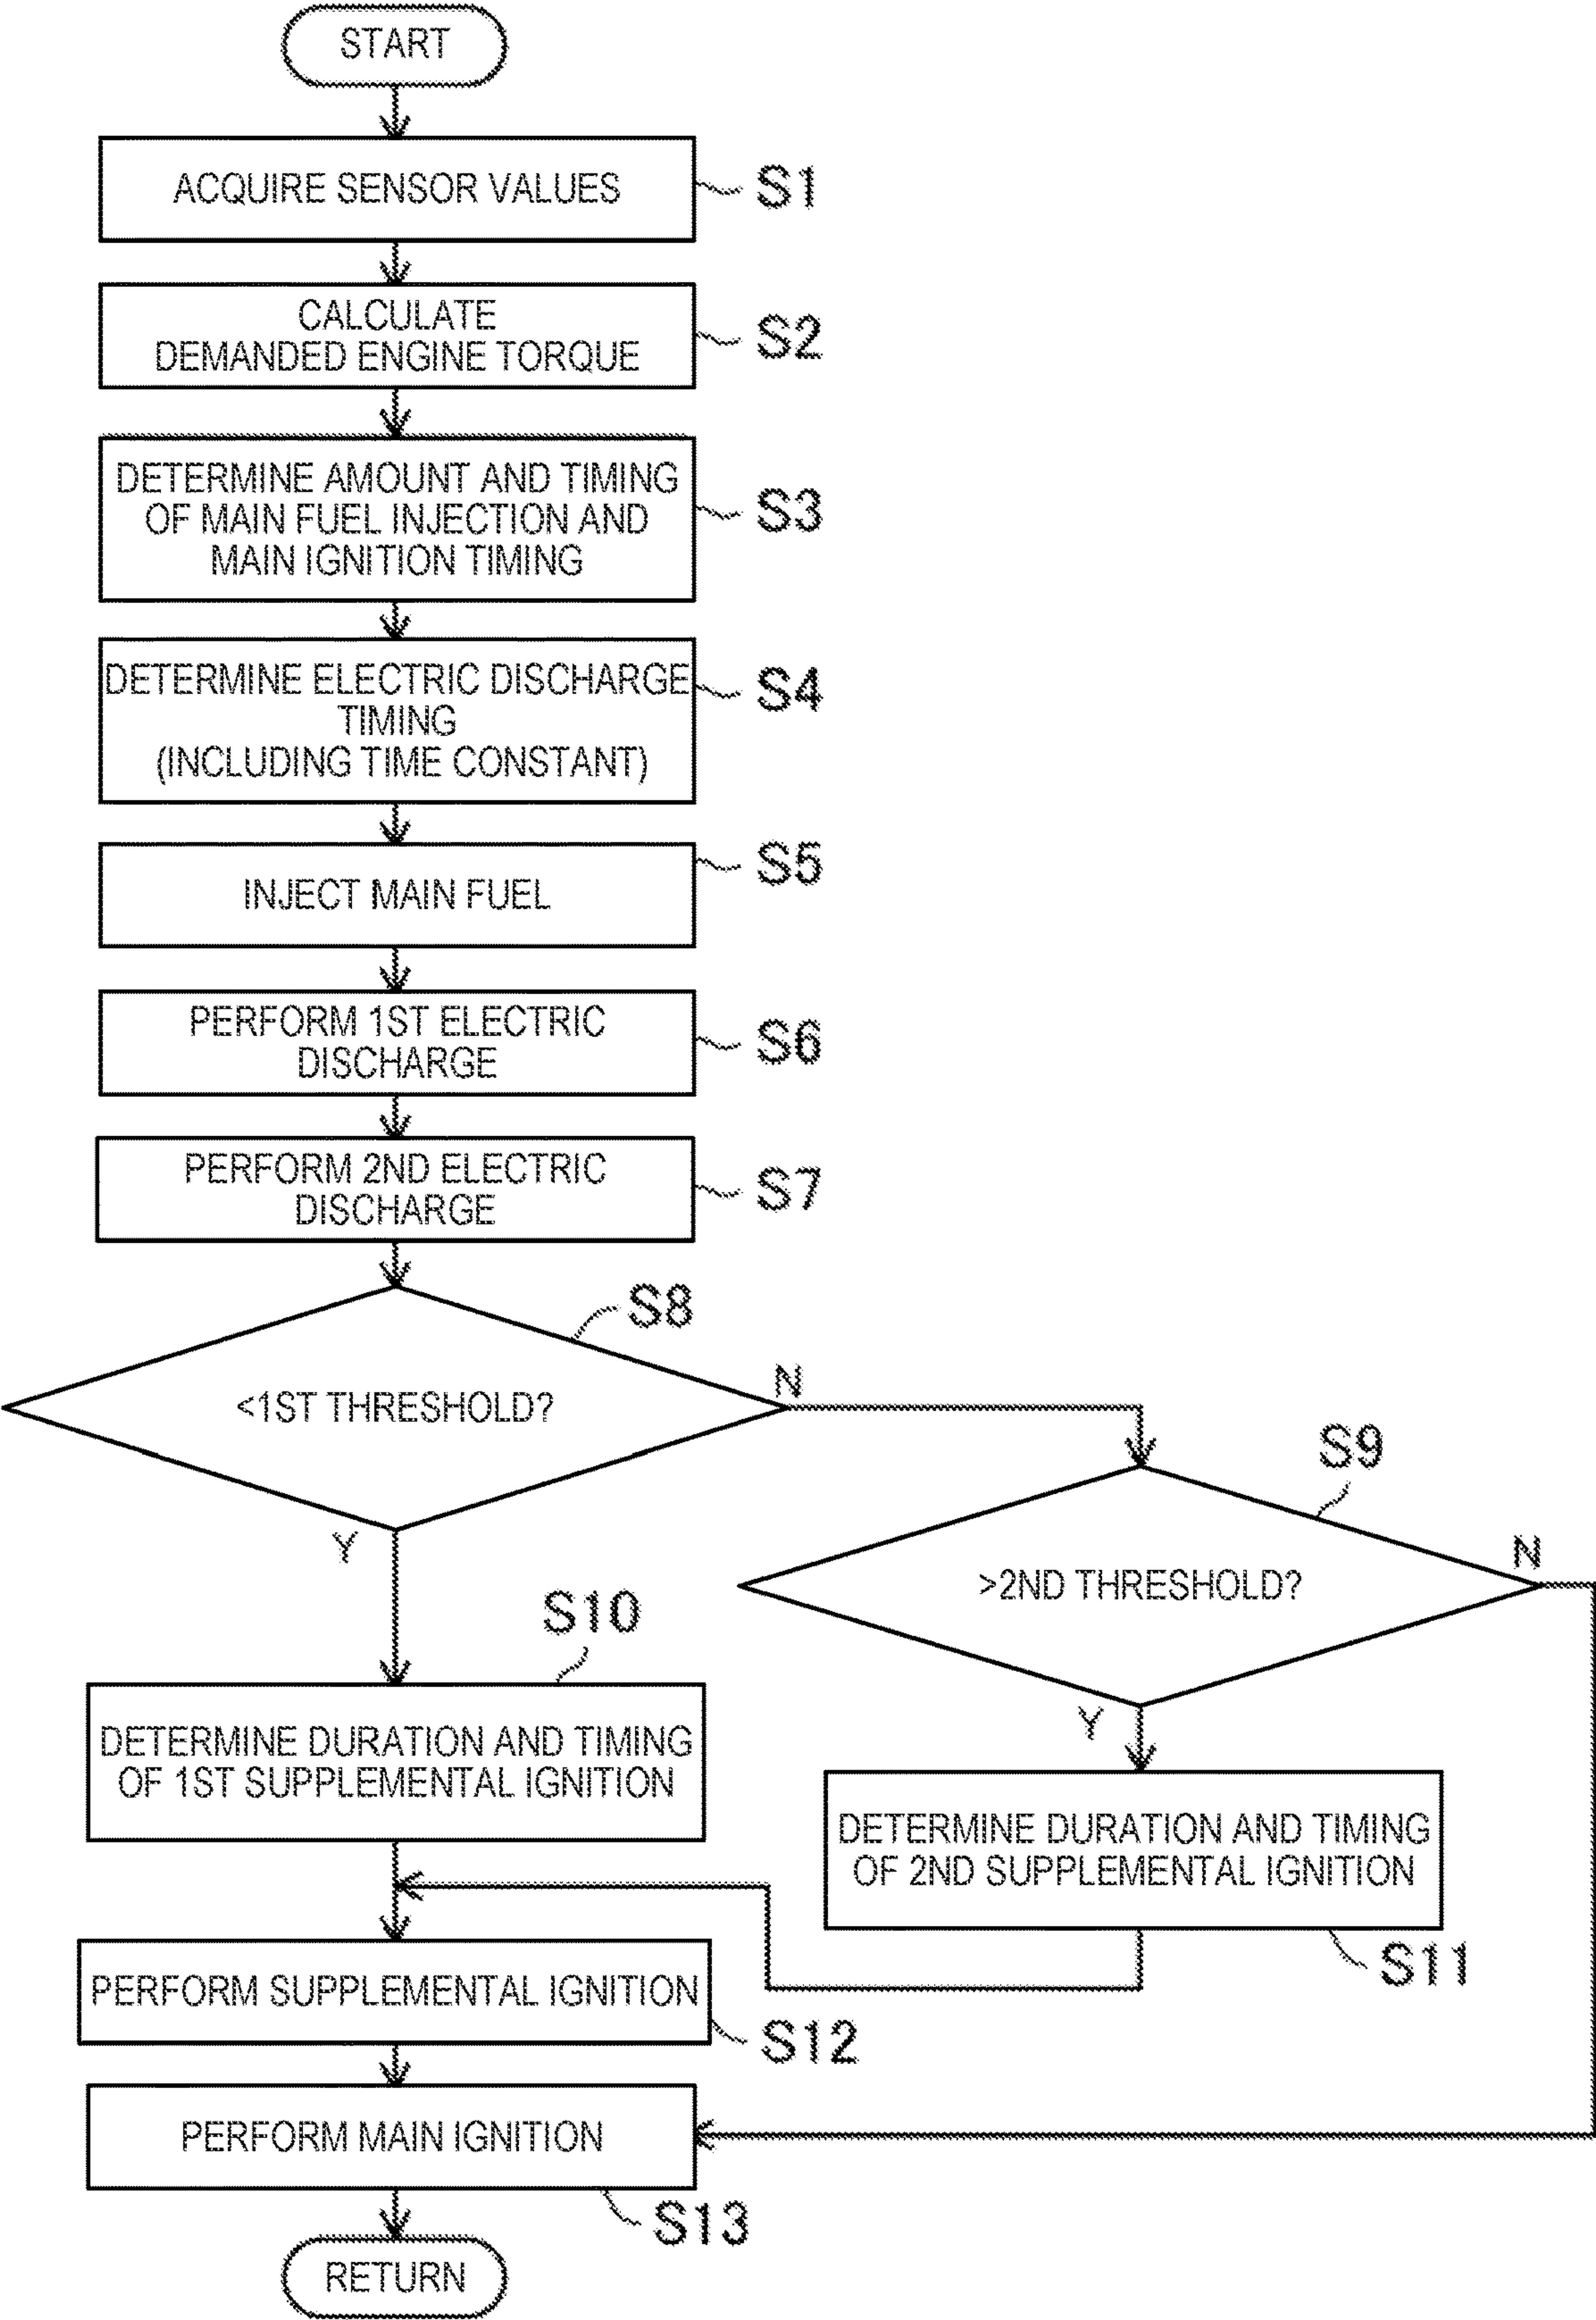 START
ACQUIRE SENSOR VALUES
S1
CALCULATE
DEMANDED ENGINE TORQUE
S2
DETERMINE AMOUNT AND TIMING
OF MAIN FUEL INJECTION AND
MAIN IGNITION TIMING
S3
DETERMINE ELECTRIC DISCHARGE
TIMING
(INCLUDING TIME CONSTANT)
S4
INJECT MAIN FUEL
S5
PERFORM 1ST ELECTRIC
DISCHARGE
S6
PERFORM 2ND ELECTRIC
DISCHARGE
S7
S8
<1ST THRESHOLD?
N
Y
S9
>2ND THRESHOLD?
N
Y
S10
DETERMINE DURATION AND TIMING
OF 1ST SUPPLEMENTAL IGNITION
DETERMINE DURATION AND TIMING
OF 2ND SUPPLEMENTAL IGNITION
S11
PERFORM SUPPLEMENTAL IGNITION
S12
PERFORM MAIN IGNITION
S13
RETURN